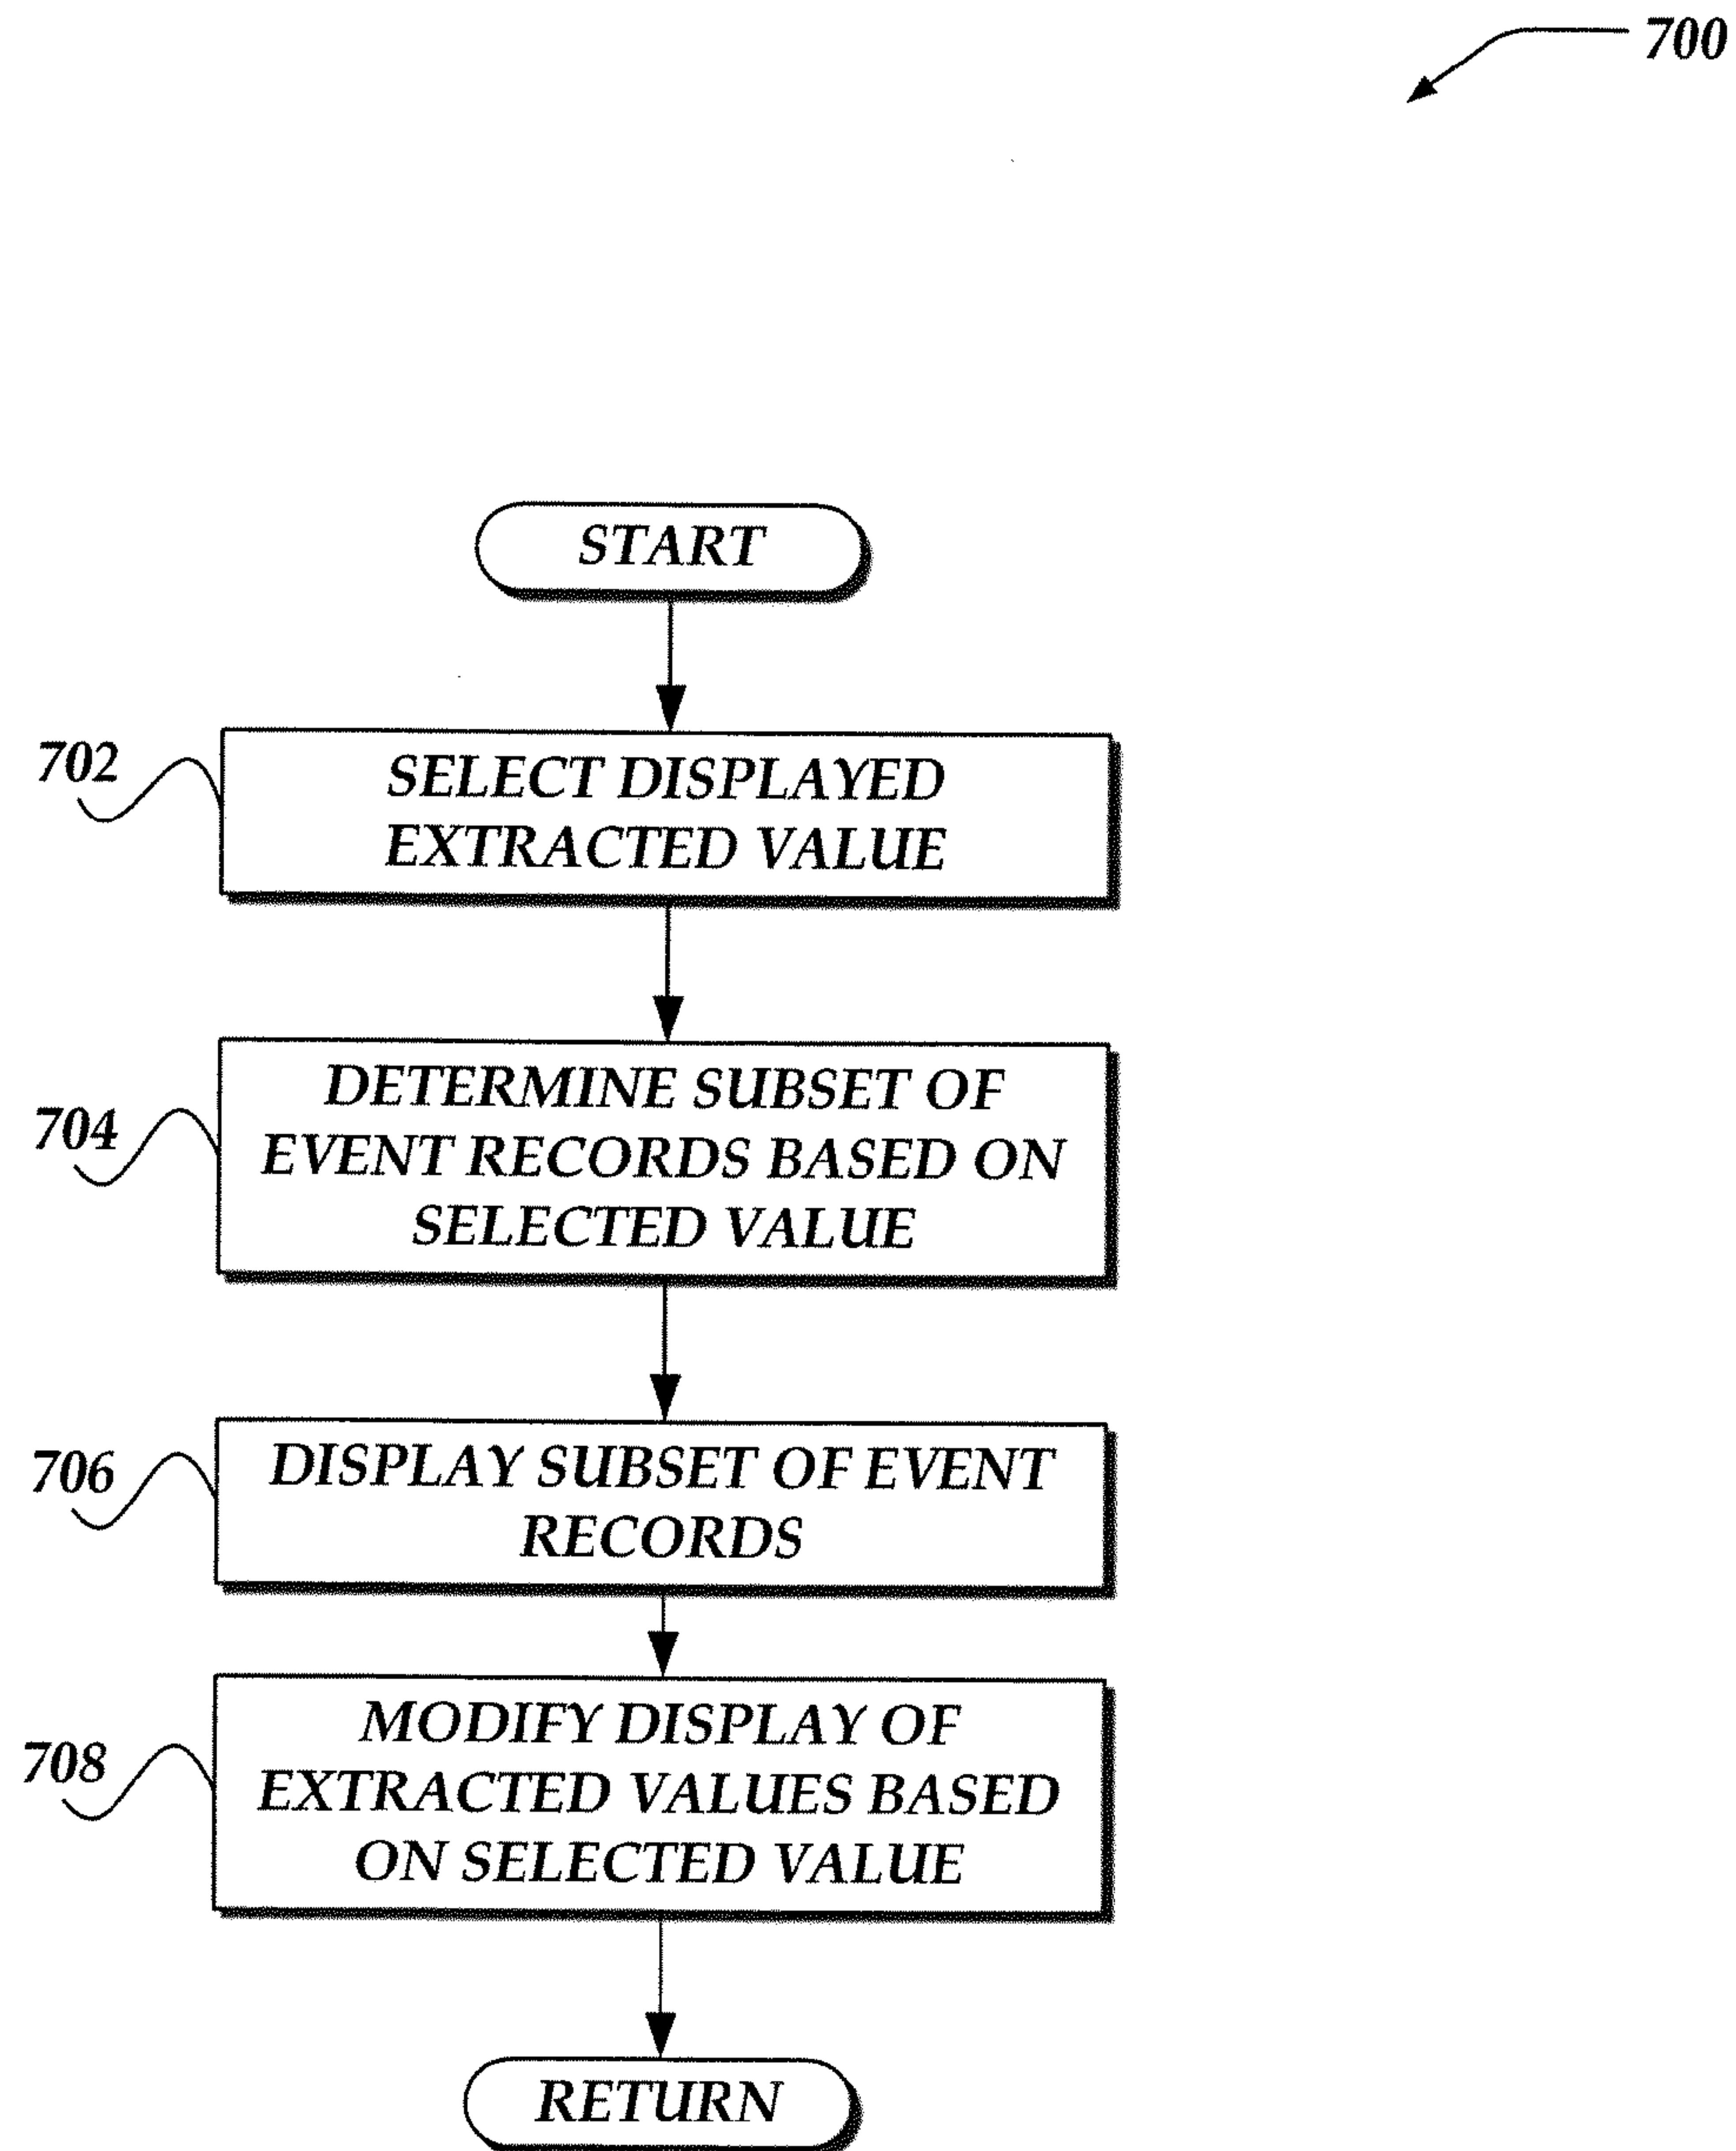 700
START
702
SELECT DISPLAYED
EXTRACTED VALUE
704
DETERMINE SUBSET OF
EVENT RECORDS BASED ON
SELECTED VALUE
706
DISPLAY SUBSET OF EVENT
RECORDS
708
MODIFY DISPLAY OF
EXTRACTED VALUES BASED
ON SELECTED VALUE
RETURN